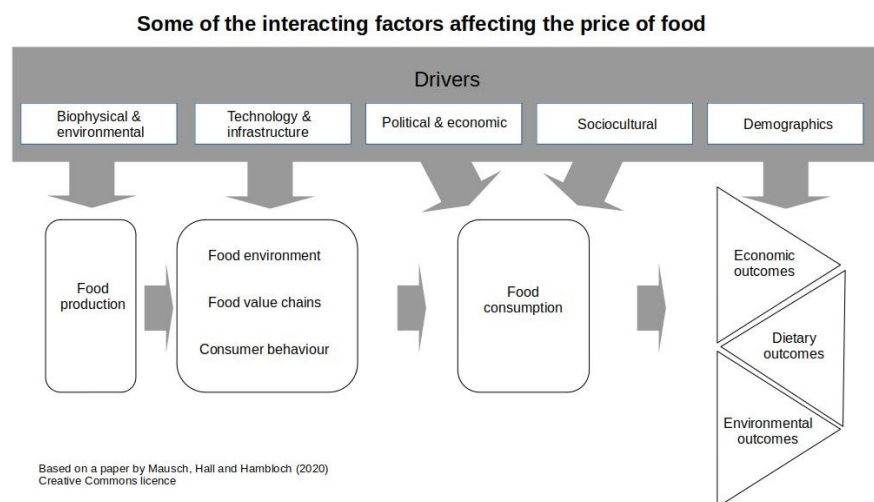 Some of the interacting factors affecting the price of food
Drivers
Biophysical &
environmental
Technology &
infrastructure
Political & economic
Sociocultural
Demographics
Food
production
Food environment
Food value chains
Consumer behaviour
Food
consumption
Economic
outcomes
Dietary
outcomes
Environmental
outcomes
Based on a paper by Mausch, Hall and Hambloch (2020)
Creative Commons licence